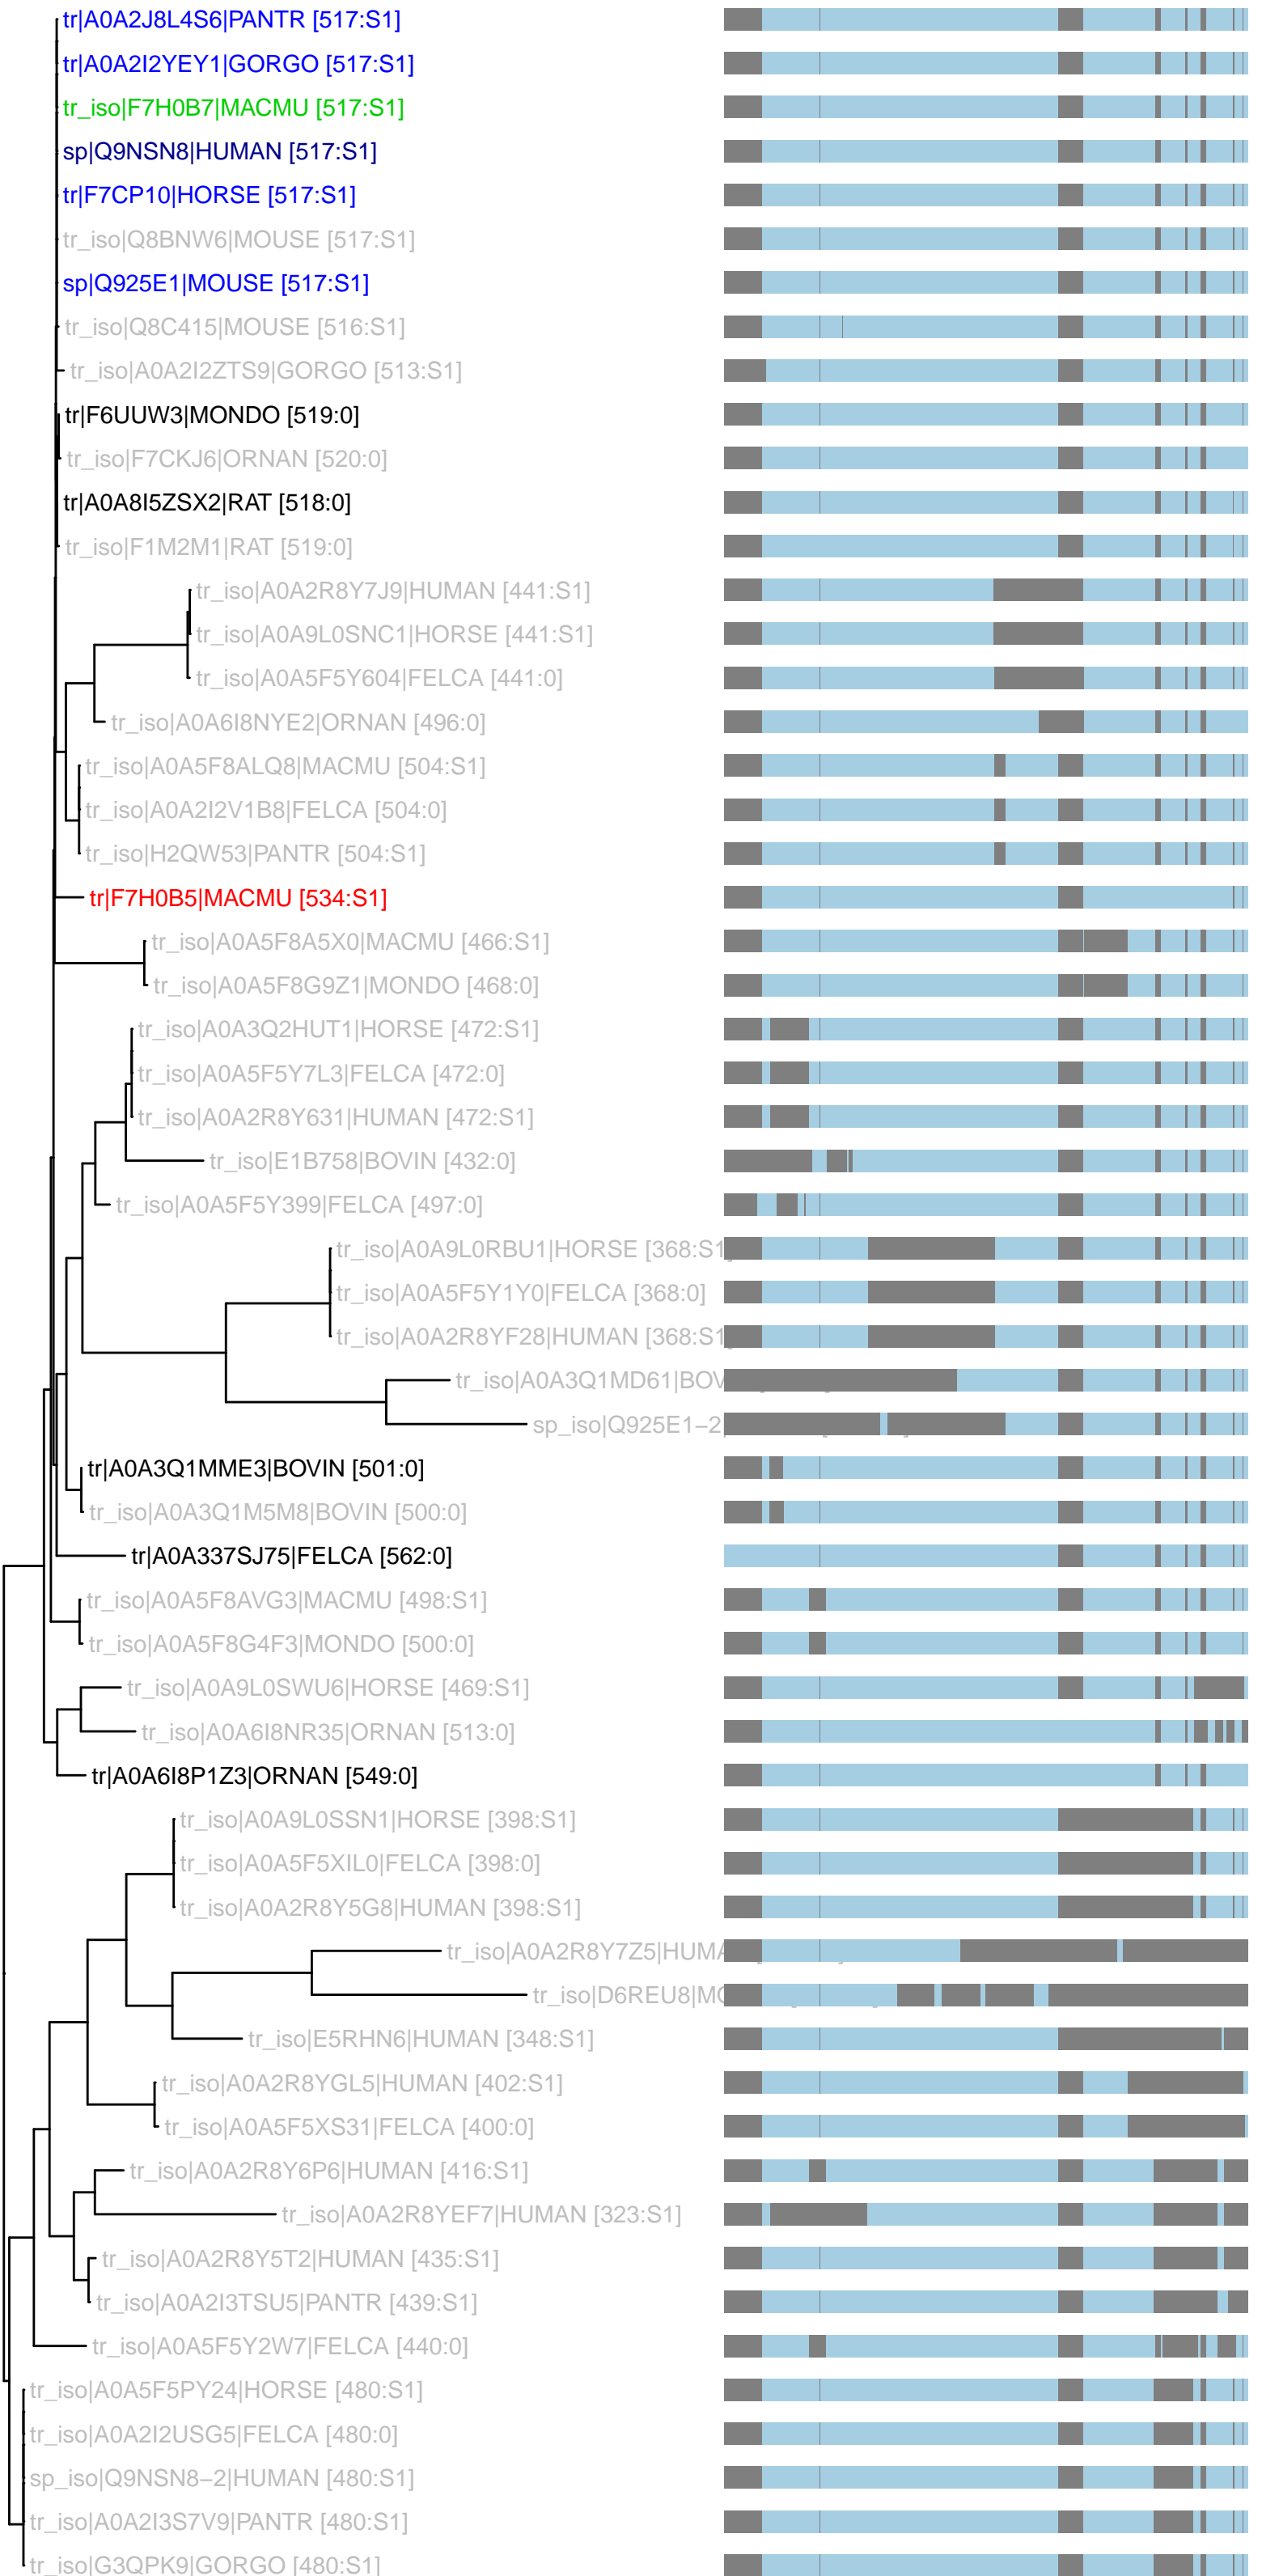 tr|A0A2J8L4S6|PANTR [517:S1]
tr|A0A2I2YEY1|GORGO [517:S1]
tr_iso|F7H0B7|MACMU [517:S1]
sp|Q9NSN8|HUMAN [517:S1]
tr|F7CP10|HORSE [517:S1]
tr_iso|Q8BNW6|MOUSE [517:S1]
sp|Q925E1|MOUSE [517:S1]
tr_iso|Q8C415|MOUSE [516:S1]
tr_iso|A0A2I2ZTS9|GORGO [513:S1]
tr|F6UUW3|MONDO [519:0]
tr_iso|F7CKJ6|ORNAN [520:0]
tr|A0A8I5ZSX2|RAT [518:0]
tr_iso|F1M2M1|RAT [519:0]
tr_iso|A0A2R8Y7J9|HUMAN [441:S1]
tr_iso|A0A9L0SNC1|HORSE [441:S1]
tr_iso|A0A5F5Y604|FELCA [441:0]
tr_iso|A0A6I8NYE2|ORNAN [496:0]
tr_iso|A0A5F8ALQ8|MACMU [504:S1]
tr_iso|A0A2I2V1B8|FELCA [504:0]
tr_iso|H2QW53|PANTR [504:S1]
tr|F7H0B5|MACMU [534:S1]
tr_iso|A0A5F8A5X0|MACMU [466:S1]
tr_iso|A0A5F8G9Z1|MONDO [468:0]
tr_iso|A0A3Q2HUT1|HORSE [472:S1]
tr_iso|A0A5F5Y7L3|FELCA [472:0]
tr_iso|A0A2R8Y631|HUMAN [472:S1]
tr_iso|E1B758|BOVIN [432:0]
tr_iso|A0A5F5Y399|FELCA [497:0]
tr_iso|A0A9L0RBU1|HORSE [368:S1]
tr_iso|A0A5F5Y1Y0|FELCA [368:0]
tr_iso|A0A2R8YF28|HUMAN [368:S1]
tr_iso|A0A3Q1MD61|BOV
sp_iso|Q925E1−2
tr|A0A3Q1MME3|BOVIN [501:0]
tr_iso|A0A3Q1M5M8|BOVIN [500:0]
tr|A0A337SJ75|FELCA [562:0]
tr_iso|A0A5F8AVG3|MACMU [498:S1]
tr_iso|A0A5F8G4F3|MONDO [500:0]
tr_iso|A0A9L0SWU6|HORSE [469:S1]
tr_iso|A0A6I8NR35|ORNAN [513:0]
tr|A0A6I8P1Z3|ORNAN [549:0]
tr_iso|A0A9L0SSN1|HORSE [398:S1]
tr_iso|A0A5F5XIL0|FELCA [398:0]
tr_iso|A0A2R8Y5G8|HUMAN [398:S1]
tr_iso|A0A2R8Y7Z5|HUMA
tr_iso|D6REU8|MO
tr_iso|E5RHN6|HUMAN [348:S1]
tr_iso|A0A2R8YGL5|HUMAN [402:S1]
tr_iso|A0A5F5XS31|FELCA [400:0]
tr_iso|A0A2R8Y6P6|HUMAN [416:S1]
tr_iso|A0A2R8YEF7|HUMAN [323:S1]
tr_iso|A0A2R8Y5T2|HUMAN [435:S1]
tr_iso|A0A2I3TSU5|PANTR [439:S1]
tr_iso|A0A5F5Y2W7|FELCA [440:0]
tr_iso|A0A5F5PY24|HORSE [480:S1]
tr_iso|A0A2I2USG5|FELCA [480:0]
sp_iso|Q9NSN8−2|HUMAN [480:S1]
tr_iso|A0A2I3S7V9|PANTR [480:S1]
tr_iso|G3QPK9|GORGO [480:S1]